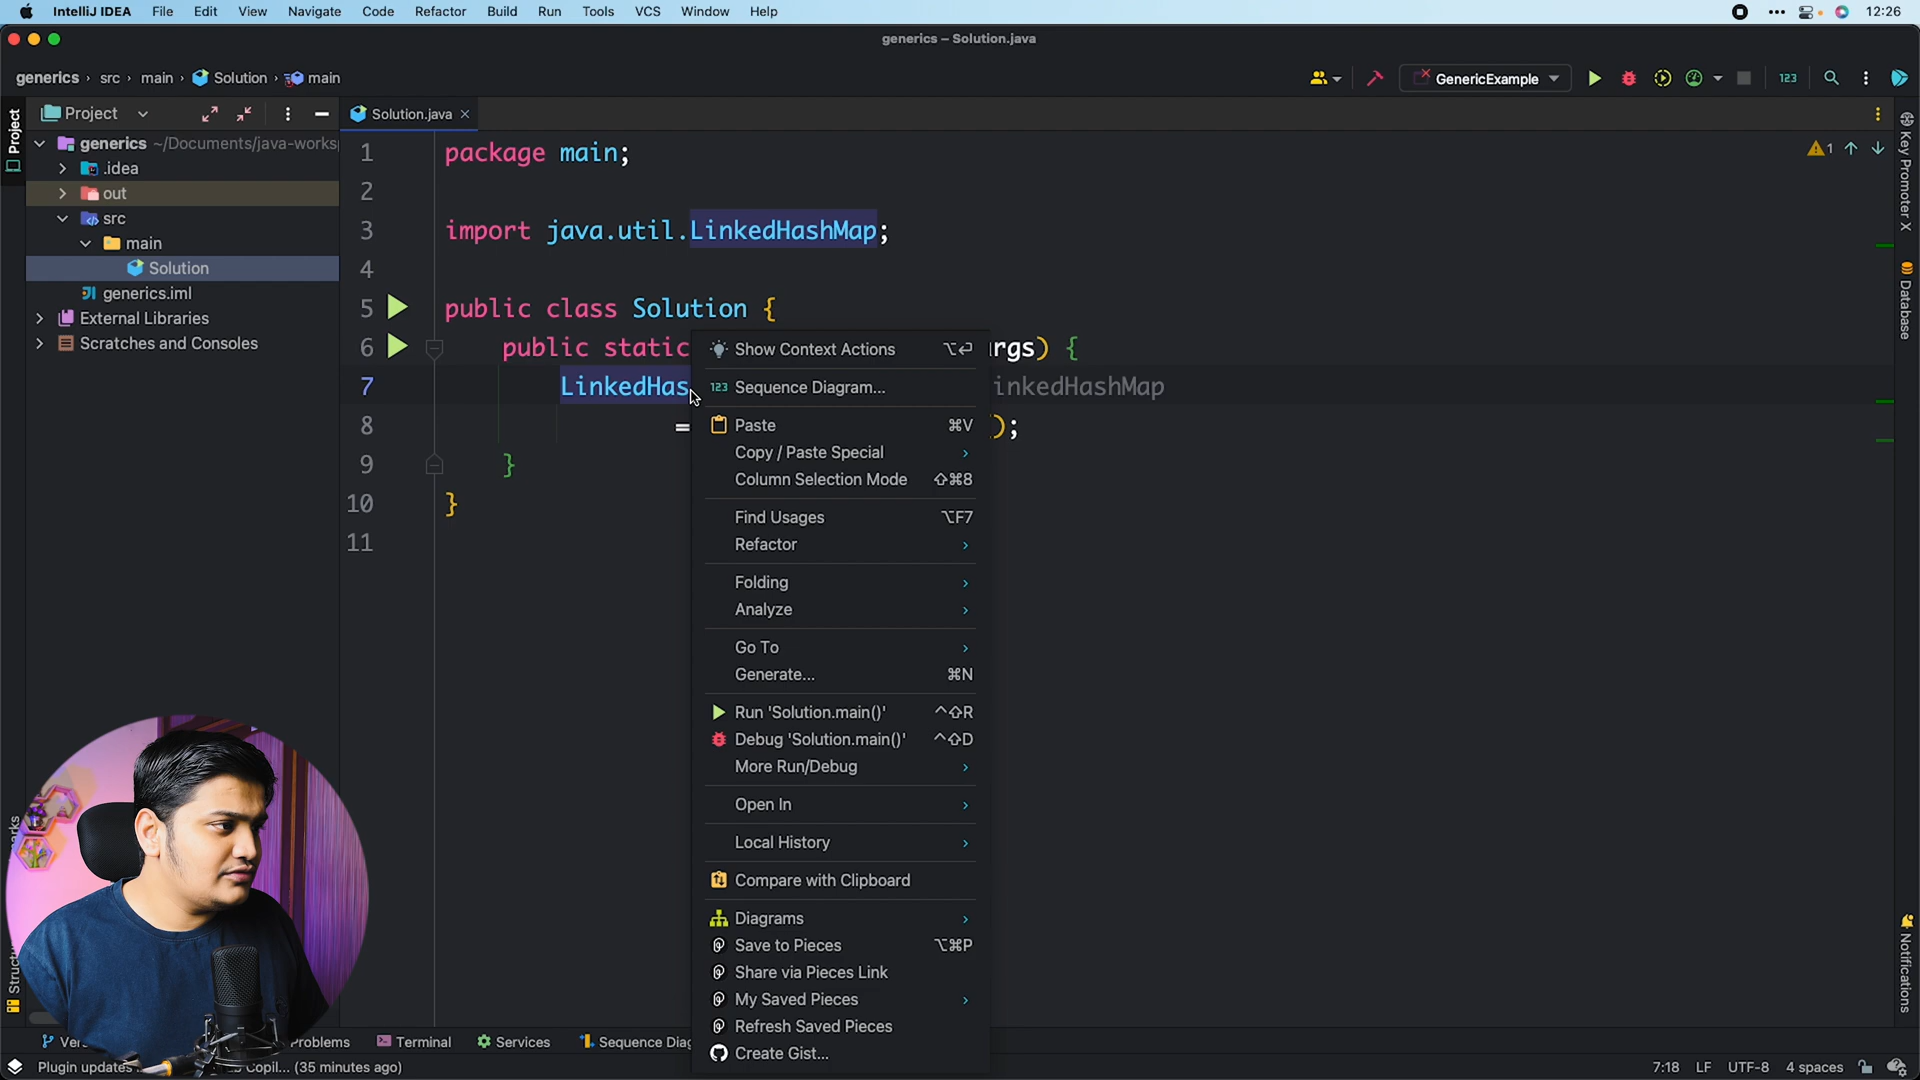 IntelliJ IDEA File Edit View Navigate Code Refactor Build Run Tools VCS Window Help 12:26
generics – Solution.java
generics › src › main › Solution › main
GenericExample
123
Project
Solution.java
Project
Key Promoter X
Database
Notifications
generics ~/Documents/java-works
.idea
out
src
main
Solution
generics.iml
External Libraries
Scratches and Consoles
1
1 package main;
2
3 import java.util.LinkedHashMap;
4
5 public class Solution {
6 public static rgs) {
7 LinkedHas inkedHashMap
8 = );
9 }
10 }
11
Show Context Actions ⌥⏎
123 Sequence Diagram...
Paste ⌘V
Copy / Paste Special ›
Column Selection Mode ⇧⌘8
Find Usages ⌥F7
Refactor ›
Folding ›
Analyze ›
Go To ›
Generate... ⌘N
Run 'Solution.main()' ^⇧R
Debug 'Solution.main()' ^⇧D
More Run/Debug ›
Open In ›
Local History ›
Compare with Clipboard
Diagrams ›
Save to Pieces ⌥⌘P
Share via Pieces Link
My Saved Pieces ›
Refresh Saved Pieces
Create Gist...
Terminal Services
Plugin updates (35 minutes ago)
7:18 LF UTF-8 4 spaces